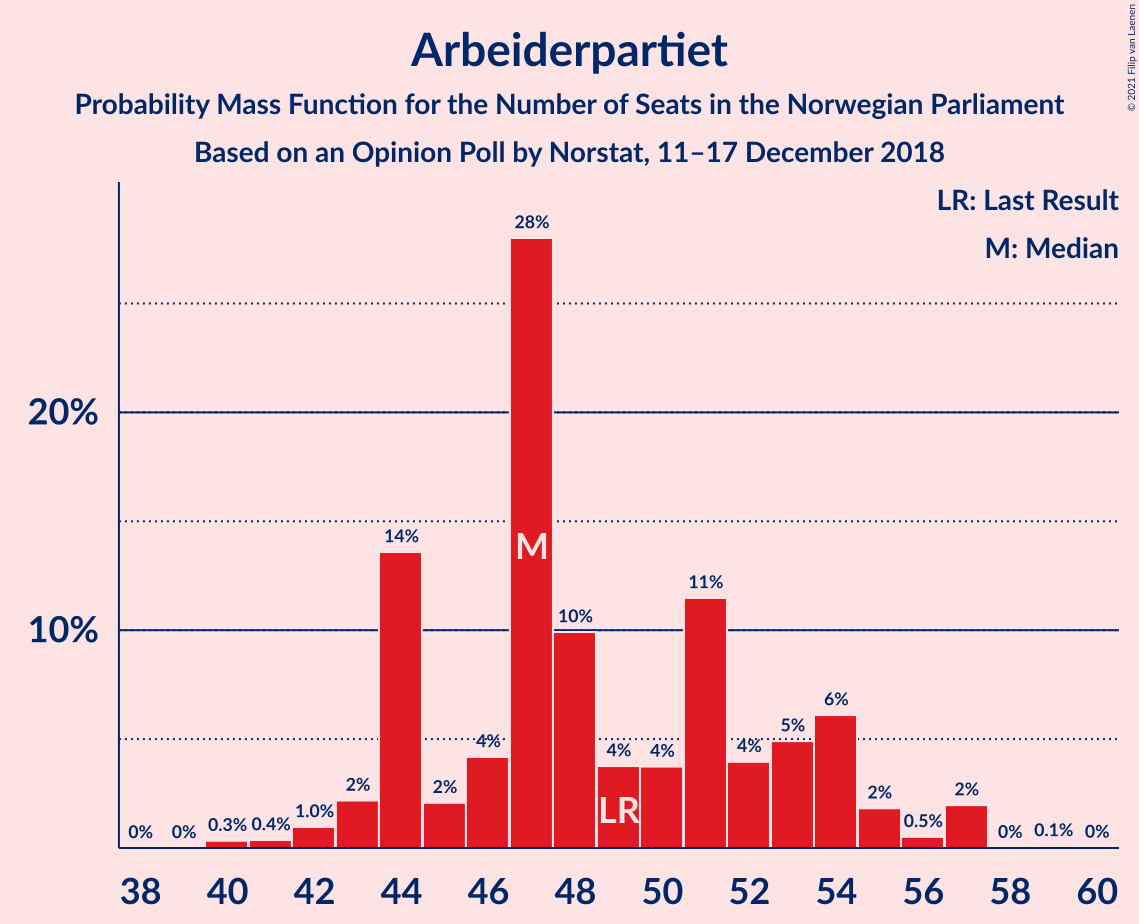 Arbeiderpartiet
Probability Mass Function for the Number of Seats in the Norwegian Parliament
Based on an Opinion Poll by Norstat, 11–17 December 2018
© 2021 Filip van Laenen
LR: Last Result
M: Median
20%
10%
0%
0%
0.3%
0.4%
1.0%
2%
14%
2%
4%
28%
10%
4%
4%
11%
4%
5%
6%
2%
0.5%
2%
0%
0.1%
0%
M
LR
38 40 42 44 46 48 50 52 54 56 58 60